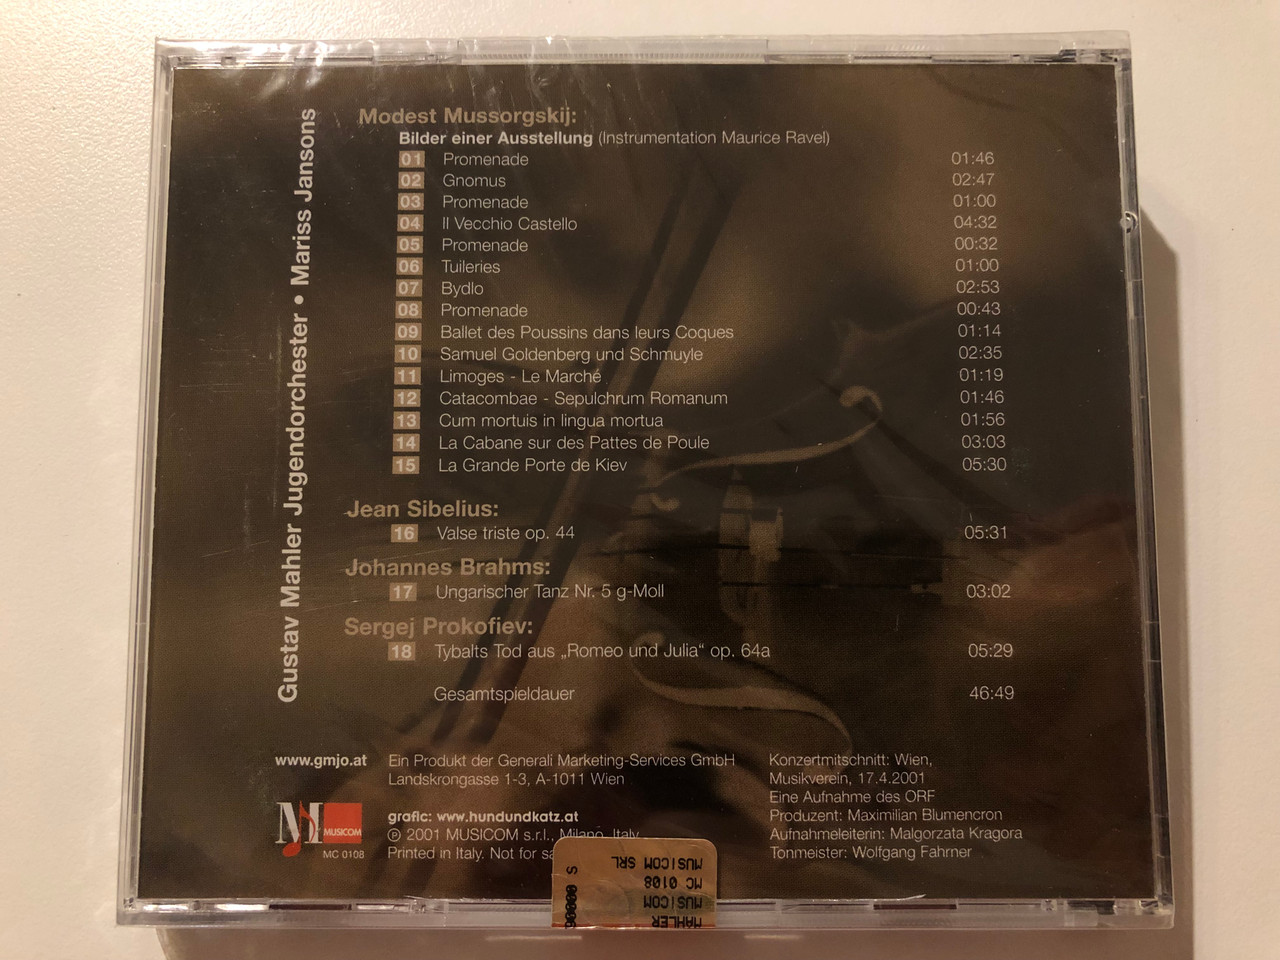 Gustav Mahler Jugendorchester • Mariss Jansons
Modest Mussorgskij:
Bilder einer Ausstellung (Instrumentation Maurice Ravel)
01 Promenade 01:46
02 Gnomus 02:47
03 Promenade 01:00
04 Il Vecchio Castello 04:32
05 Promenade 00:32
06 Tuileries 01:00
07 Bydlo 02:53
08 Promenade 00:43
09 Ballet des Poussins dans leurs Coques 01:14
10 Samuel Goldenberg und Schmuyle 02:35
11 Limoges - Le Marché 01:19
12 Catacombae - Sepulchrum Romanum 01:46
13 Cum mortuis in lingua mortua 01:56
14 La Cabane sur des Pattes de Poule 03:03
15 La Grande Porte de Kiev 05:30
Jean Sibelius:
16 Valse triste op. 44 05:31
Johannes Brahms:
17 Ungarischer Tanz Nr. 5 g-Moll 03:02
Sergej Prokofiev:
18 Tybalts Tod aus „Romeo und Julia“ op. 64a 05:29
Gesamtspieldauer 46:49
www.gmjo.at
Ein Produkt der Generali Marketing-Services GmbH
Landskrongasse 1-3, A-1011 Wien
grafic: www.hundundkatz.at
℗ 2001 MUSICOM s.r.l., Milano, Italy
Printed in Italy. Not for sa
M
MUSICOM
MC 0108
Konzertmitschnitt: Wien,
Musikverein, 17.4.2001
Eine Aufnahme des ORF
Produzent: Maximilian Blumencron
Aufnahmeleiterin: Malgorzata Kragora
Tonmeister: Wolfgang Fahrner
MAHLER
MUSICOM
MC 0108
MUSICOM SRL